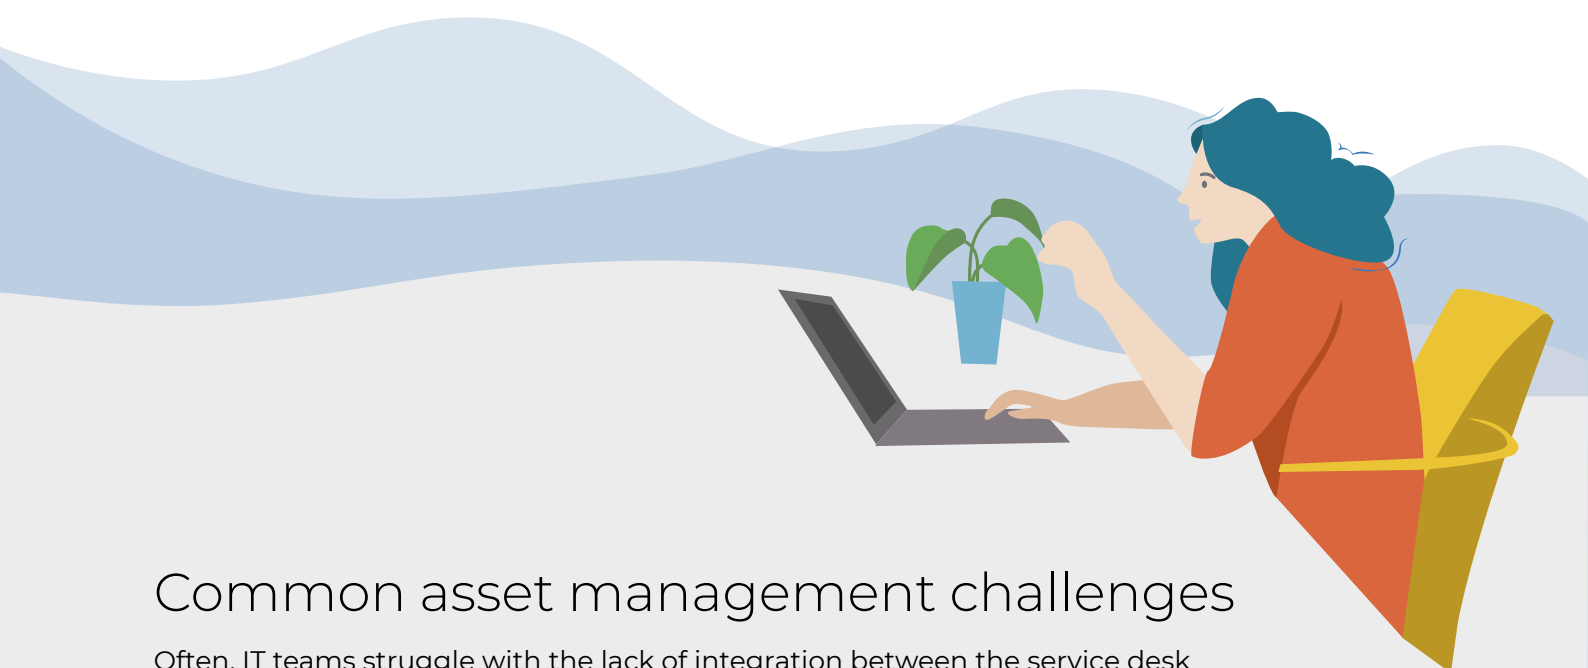 Common asset management challenges
Often, IT teams struggle with the lack of integration between the service desk